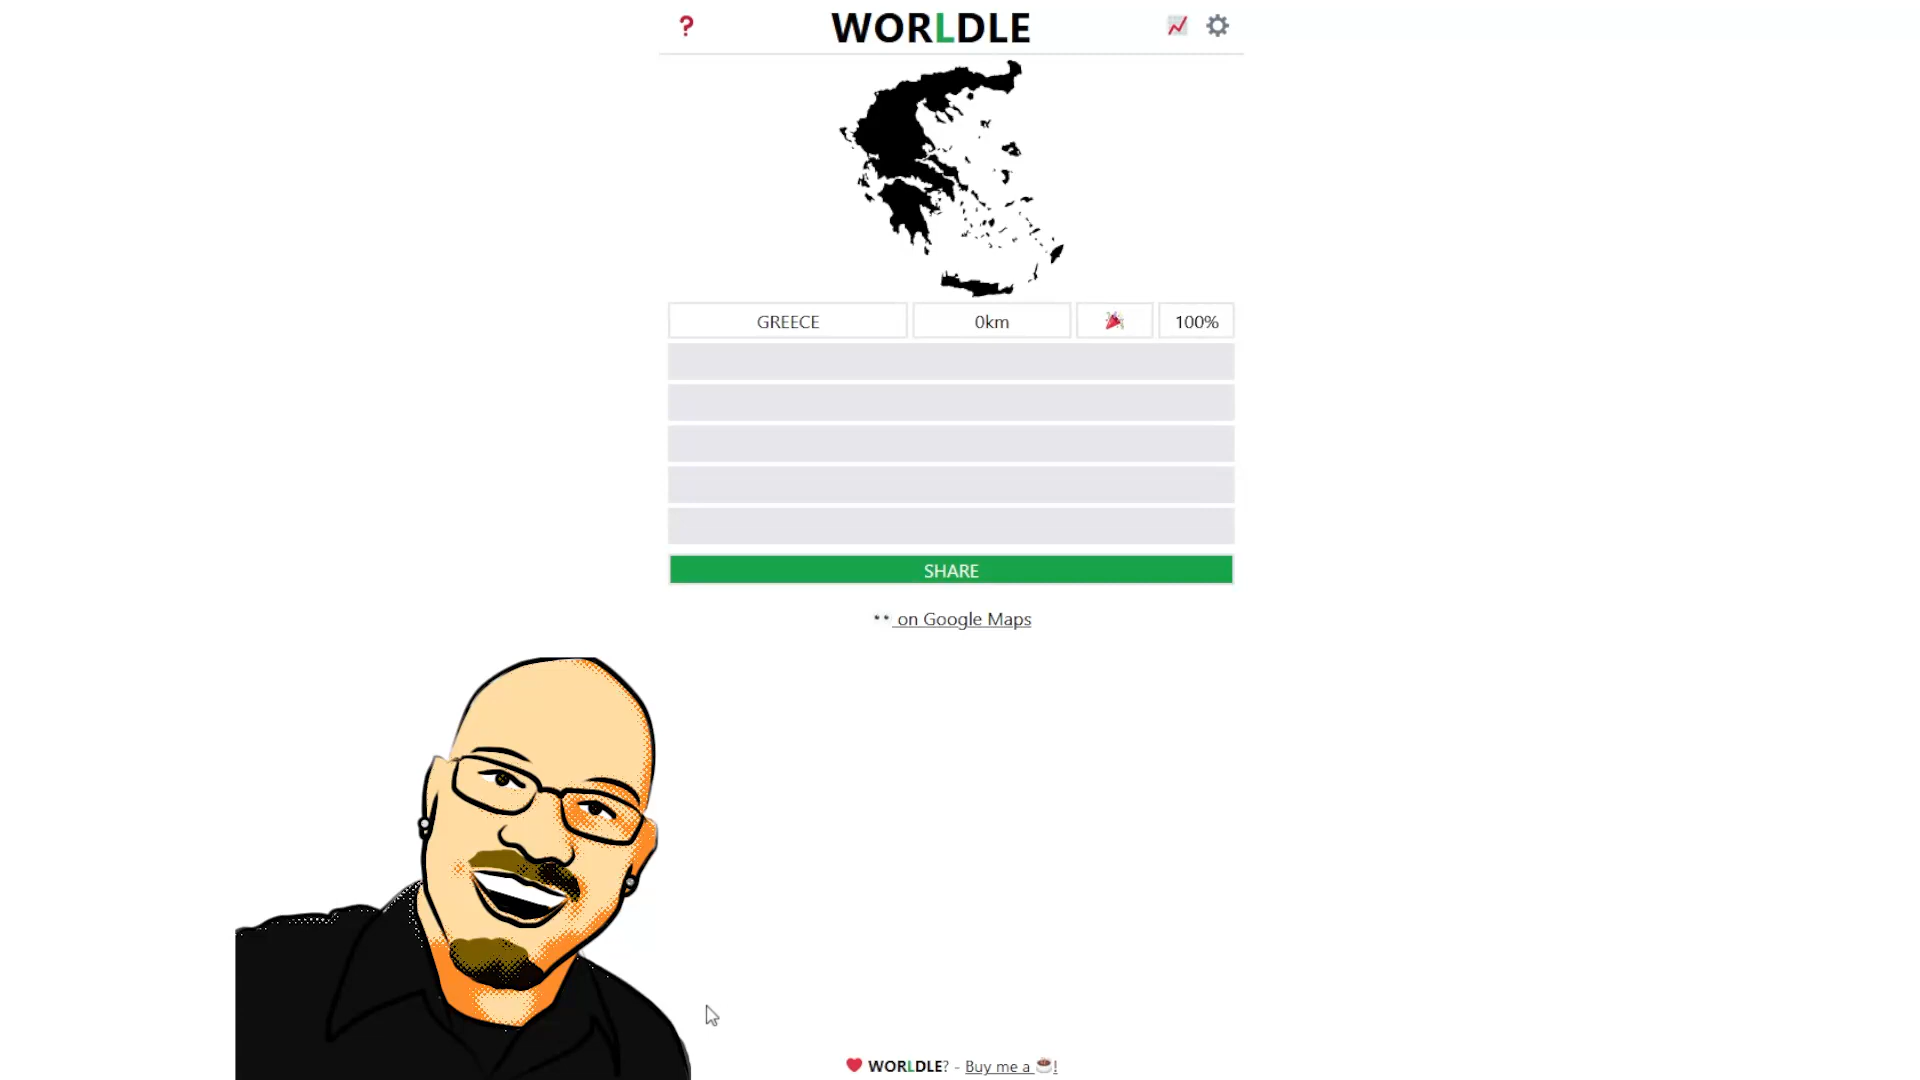 ?
WORLDLE
GREECE 0km 100%
SHARE
on Google Maps
WORLDLE? - Buy me a !